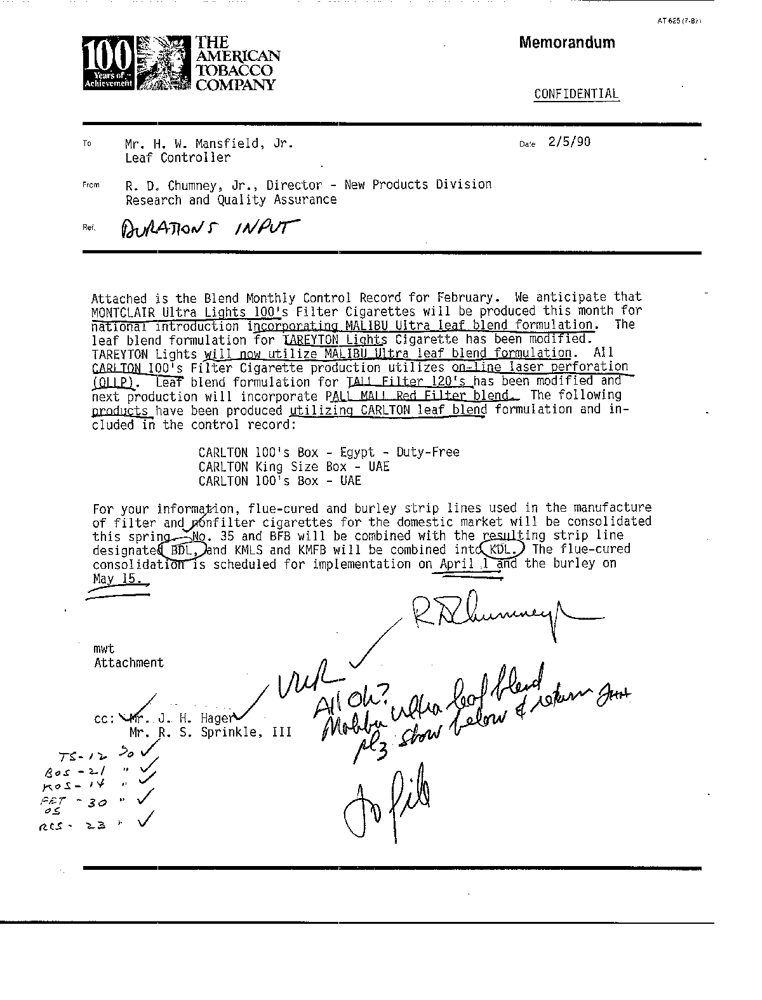 AT 625 (7-87)
100
Years of
Achievement
THE
AMERICAN
TOBACCO
COMPANY
Memorandum
CONFIDENTIAL
To Mr. H. W. Mansfield, Jr.
Leaf Controller
Date 2/5/90
From R. D. Chumney, Jr., Director - New Products Division
Research and Quality Assurance
Ref. DURATIONS INPUT
Attached is the Blend Monthly Control Record for February. We anticipate that
MONTCLAIR Ultra Lights 100's Filter Cigarettes will be produced this month for
national introduction incorporating MALIBU Ultra leaf blend formulation. The
leaf blend formulation for TAREYTON Lights Cigarette has been modified.
TAREYTON Lights will now utilize MALIBU Ultra leaf blend formulation. All
CARLTON 100's Filter Cigarette production utilizes on-line laser perforation
(OLLP). Leaf blend formulation for TALL Filter 120's has been modified and
next production will incorporate PALL MALL Red Filter blend. The following
products have been produced utilizing CARLTON leaf blend formulation and in-
cluded in the control record:
CARLTON 100's Box - Egypt - Duty-Free
CARLTON King Size Box - UAE
CARLTON 100's Box - UAE
For your information, flue-cured and burley strip lines used in the manufacture
of filter and nonfilter cigarettes for the domestic market will be consolidated
this spring. No. 35 and BFB will be combined with the resulting strip line
designated BDL, and KMLS and KMFB will be combined into KDL. The flue-cured
consolidation is scheduled for implementation on April 1 and the burley on
May 15.
R D Chumney Jr
mwt
Attachment
cc: Mr. J. H. Hager
Mr. R. S. Sprinkle, III
All OK?
Malibu ultra leaf blend
plz show below & return
to file
TS - 12 50
BOS - 21 "
KOS - 14 "
FET - 30 "
OS
RCS - 23 "